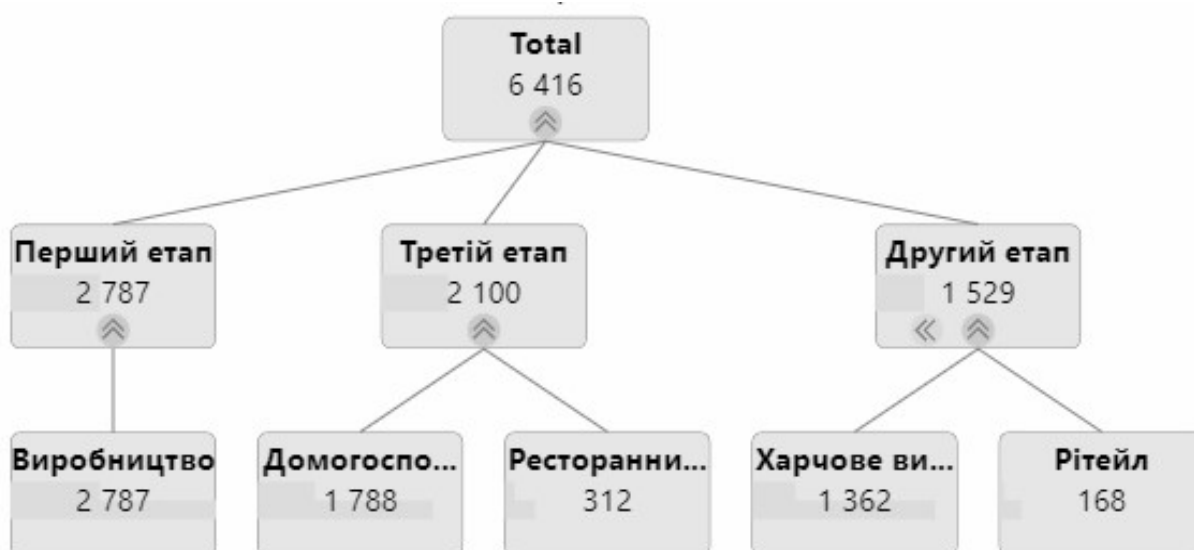 Total
6 416
Перший етап
2 787
Третій етап
2 100
Другий етап
1 529
Виробництво
2 787
Домогоспо...
1 788
Ресторанни...
312
Харчове ви...
1 362
Рітейл
168